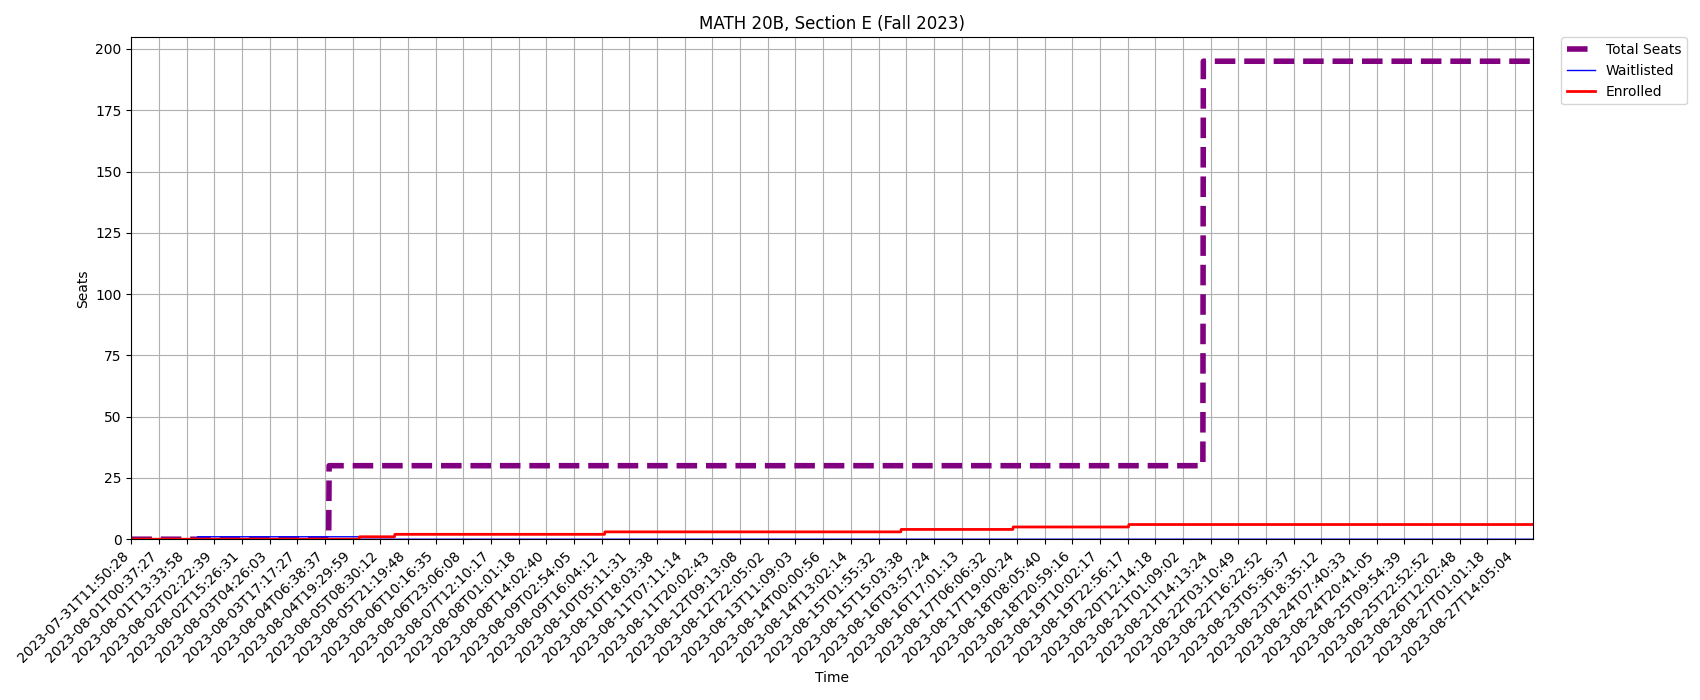 MATH 20B, Section E (Fall 2023)
Total Seats
Waitlisted
Enrolled
Seats
200
175
150
125
100
75
50
25
0
2023-07-31T11:50:28
2023-08-01T00:37:27
2023-08-01T13:33:58
2023-08-02T02:22:39
2023-08-02T15:26:31
2023-08-03T04:26:03
2023-08-03T17:17:27
2023-08-04T06:38:37
2023-08-04T19:29:59
2023-08-05T08:30:12
2023-08-05T21:19:48
2023-08-06T10:16:35
2023-08-06T23:06:08
2023-08-07T12:10:17
2023-08-08T01:01:18
2023-08-08T14:02:40
2023-08-09T02:54:05
2023-08-09T16:04:12
2023-08-10T05:11:31
2023-08-10T18:03:38
2023-08-11T07:11:14
2023-08-11T20:02:43
2023-08-12T09:13:08
2023-08-12T22:05:02
2023-08-13T11:09:03
2023-08-14T00:00:56
2023-08-14T13:02:14
2023-08-15T01:55:32
2023-08-15T15:03:38
2023-08-16T03:57:24
2023-08-16T17:01:13
2023-08-17T06:06:32
2023-08-17T19:00:24
2023-08-18T08:05:40
2023-08-18T20:59:16
2023-08-19T10:02:17
2023-08-19T22:56:17
2023-08-20T12:14:18
2023-08-21T01:09:02
2023-08-21T14:13:24
2023-08-22T03:10:49
2023-08-22T16:22:52
2023-08-23T05:36:37
2023-08-23T18:35:12
2023-08-24T07:40:33
2023-08-24T20:41:05
2023-08-25T09:54:39
2023-08-25T22:52:52
2023-08-26T12:02:48
2023-08-27T01:01:18
2023-08-27T14:05:04
Time